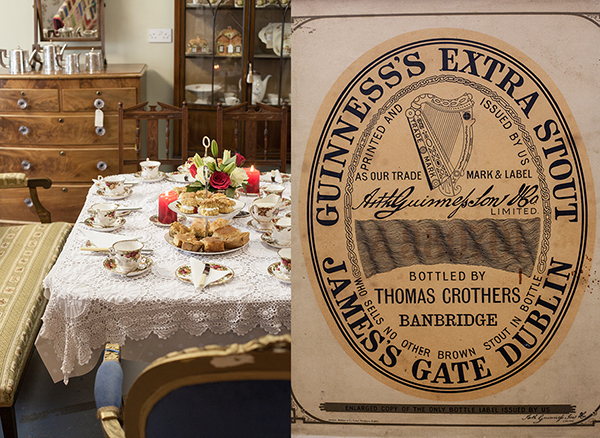 GUINNESS'S EXTRA STOUT
PRINTED AND
ISSUED BY US
TRADE MARK
AS OUR TRADE
MARK & LABEL
Arth Guinness Son & Co
LIMITED.
BOTTLED BY
THOMAS CROTHERS
BANBRIDGE
WHO SELLS NO OTHER BROWN STOUT IN BOTTLE
JAMES'S GATE DUBLIN
ENLARGED COPY OF THE ONLY BOTTLE LABEL ISSUED BY US